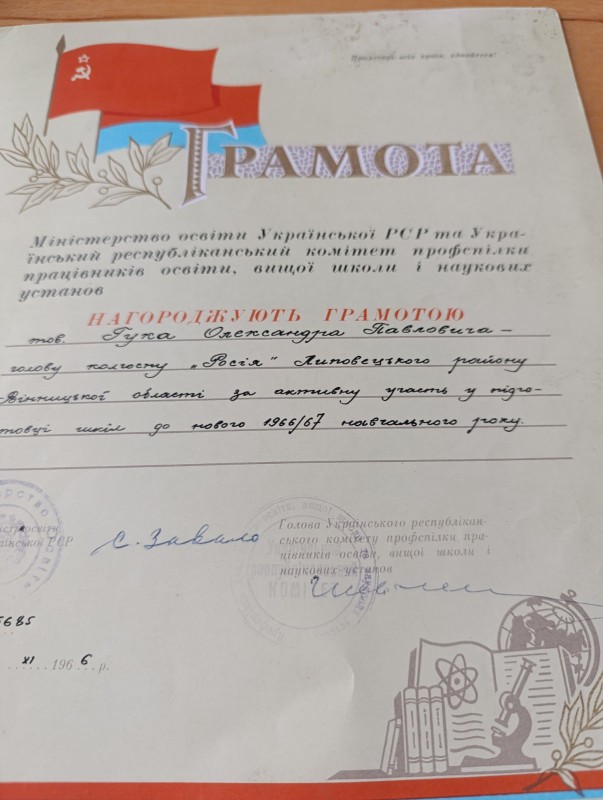 Пролетарі всіх країн, єднайтеся!
ГРАМОТА
Міністерство освіти Української РСР та Укра-
їнський республіканський комітет профспілки
працівників освіти, вищої школи і наукових
установ
НАГОРОДЖУЮТЬ ГРАМОТОЮ
тов. Гука Олександра Павловича –
голову колгоспу „Росія" Липовецького району
Вінницької області за активну участь у підго-
товці шкіл до нового 1966/67 навчального року.
Голова Українського республікан-
ського комітету профспілки пра-
цівників освіти, вищої школи і
наукових установ
РСР
С. Завало
5685
XI 1966 р.